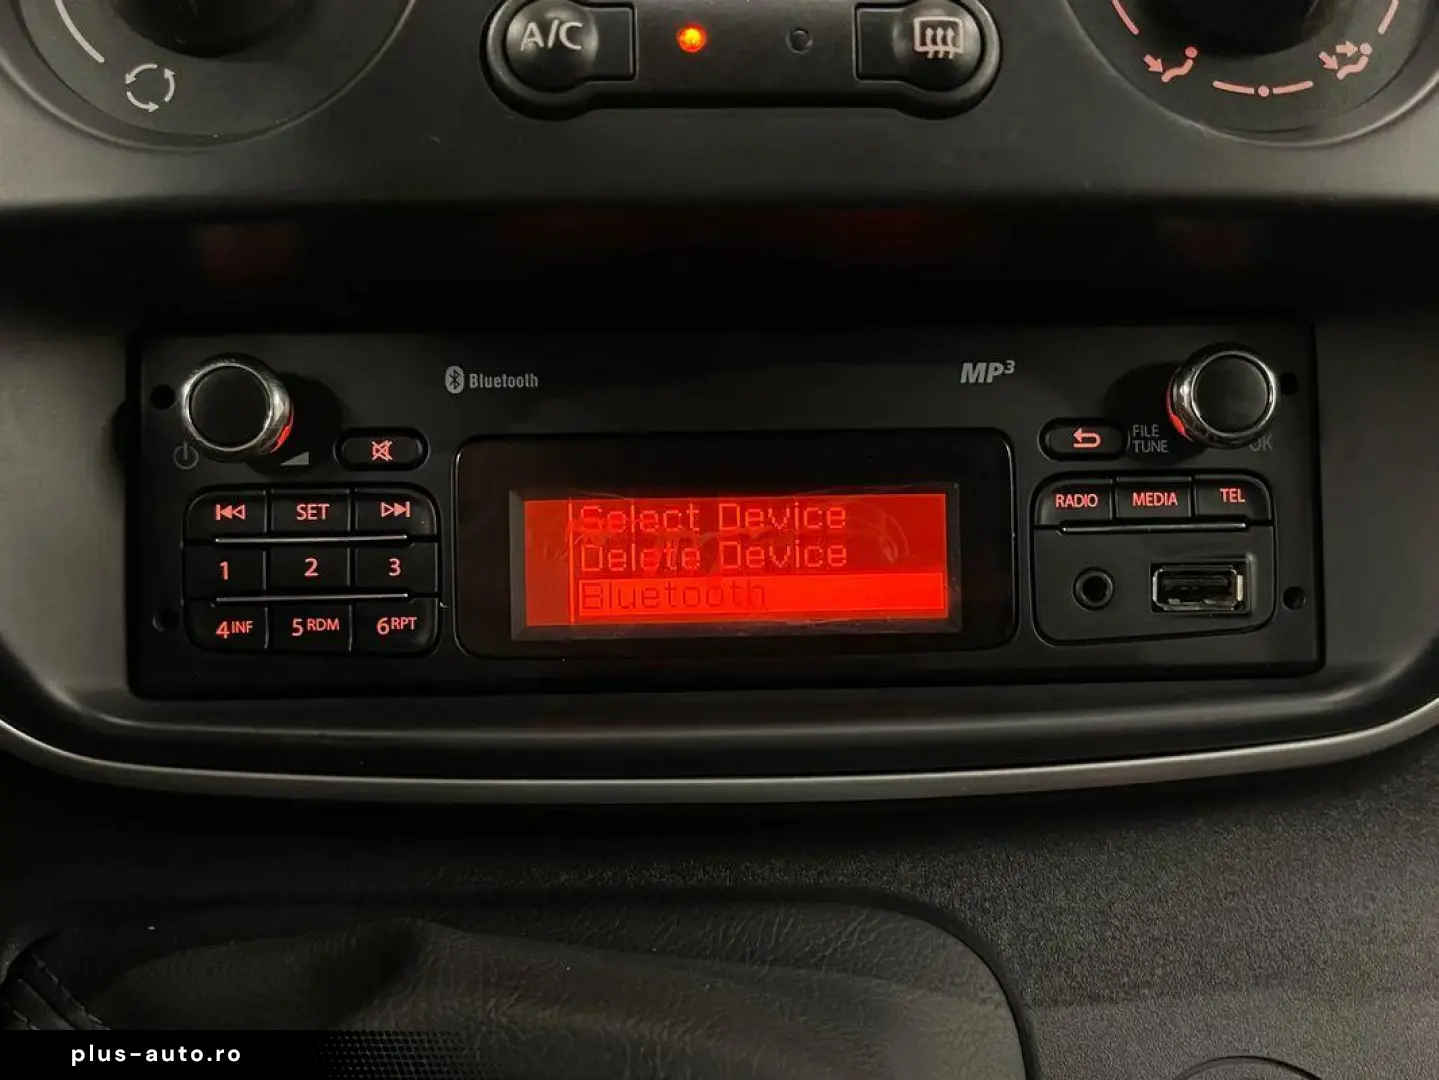 A/C
Bluetooth
MP3
FILE
TUNE
OK
SET
RADIO
MEDIA
TEL
Select Device
Delete Device
Bluetooth
1
2
3
4INF
5RDM
6RPT
plus-auto.ro